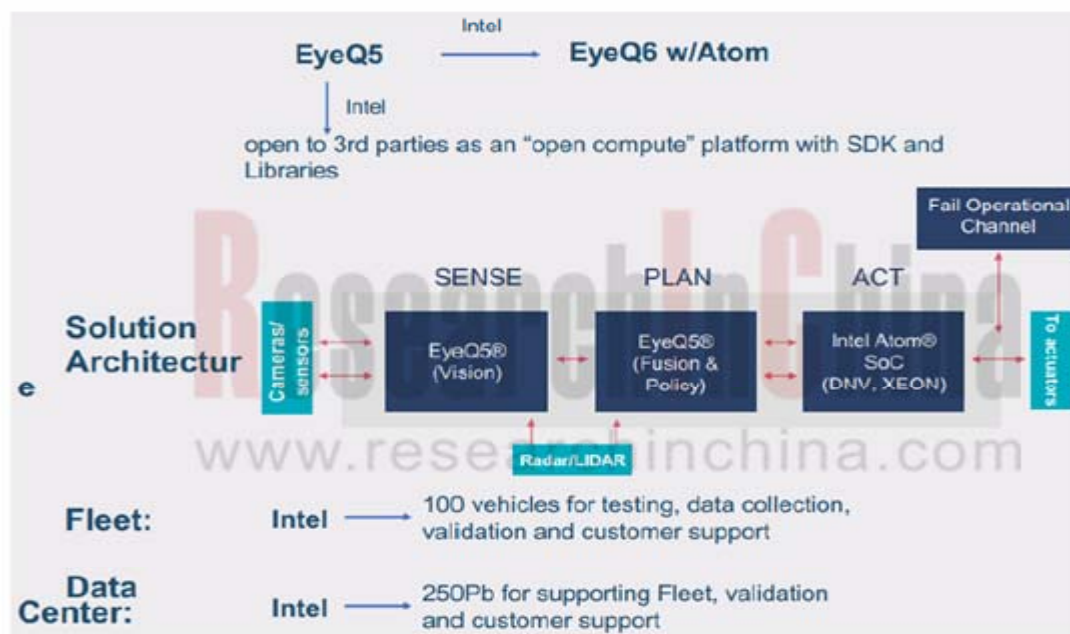 Intel
EyeQ5
EyeQ6 w/Atom
Intel
open to 3rd parties as an “open compute” platform with SDK and
Libraries
Fail Operational
Channel
SENSE
PLAN
ACT
Solution
Architectur
e
Cameras/
sensors
EyeQ5®
(Vision)
EyeQ5®
(Fusion &
Policy)
Intel Atom®
SoC
(DNV, XEON)
To actuators
Radar/LIDAR
ResearchInChina
www.researchinchina.com
Fleet:
Intel
100 vehicles for testing, data collection,
validation and customer support
Data
Center:
Intel
250Pb for supporting Fleet, validation
and customer support